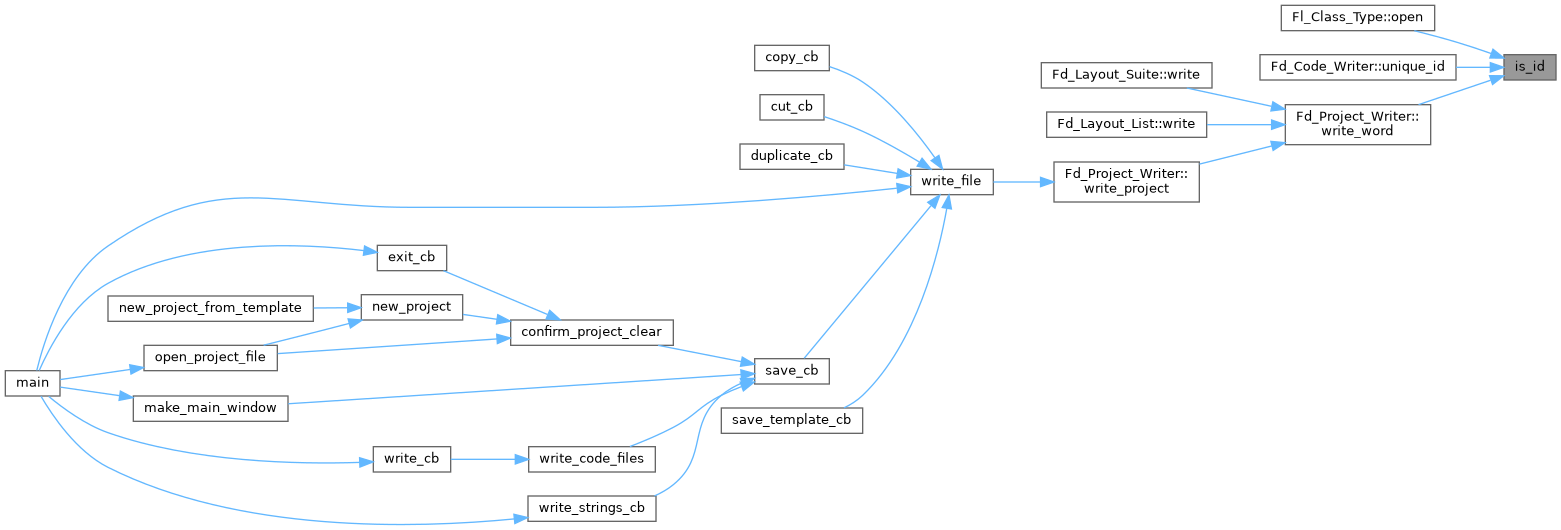 Fl_Class_Type::open
copy_cb
Fd_Code_Writer::unique_id
is_id
Fd_Layout_Suite::write
cut_cb
Fd_Project_Writer::
write_word
Fd_Layout_List::write
duplicate_cb
write_file
Fd_Project_Writer::
write_project
exit_cb
new_project_from_template
new_project
confirm_project_clear
open_project_file
save_cb
main
make_main_window
save_template_cb
write_cb
write_code_files
write_strings_cb